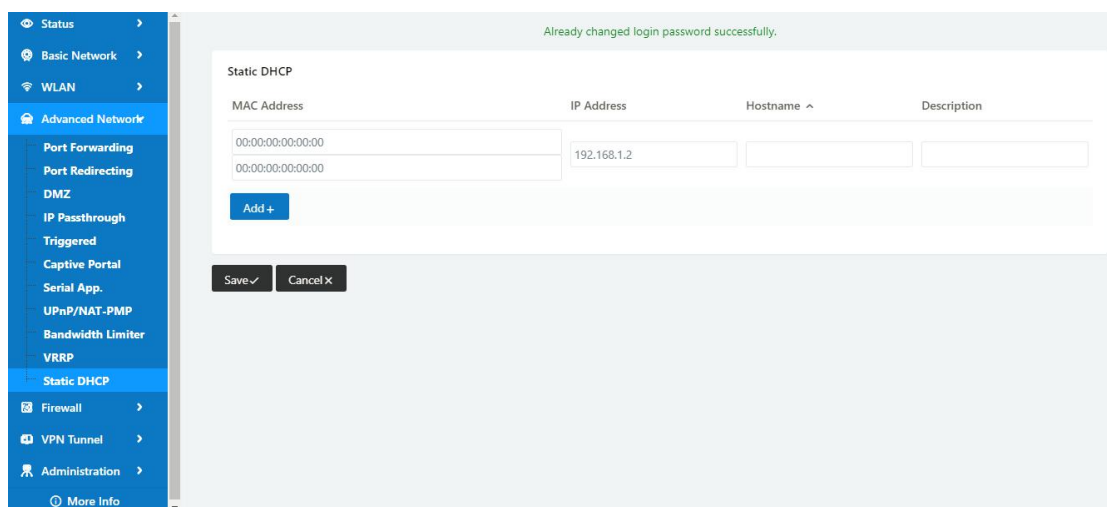 Status
Basic Network
WLAN
Advanced Network
Port Forwarding
Port Redirecting
DMZ
IP Passthrough
Triggered
Captive Portal
Serial App.
UPnP/NAT-PMP
Bandwidth Limiter
VRRP
Static DHCP
Firewall
VPN Tunnel
Administration
More Info
Already changed login password successfully.
Static DHCP
MAC Address IP Address Hostname Description
00:00:00:00:00:00
192.168.1.2
00:00:00:00:00:00
Add +
Save Cancel